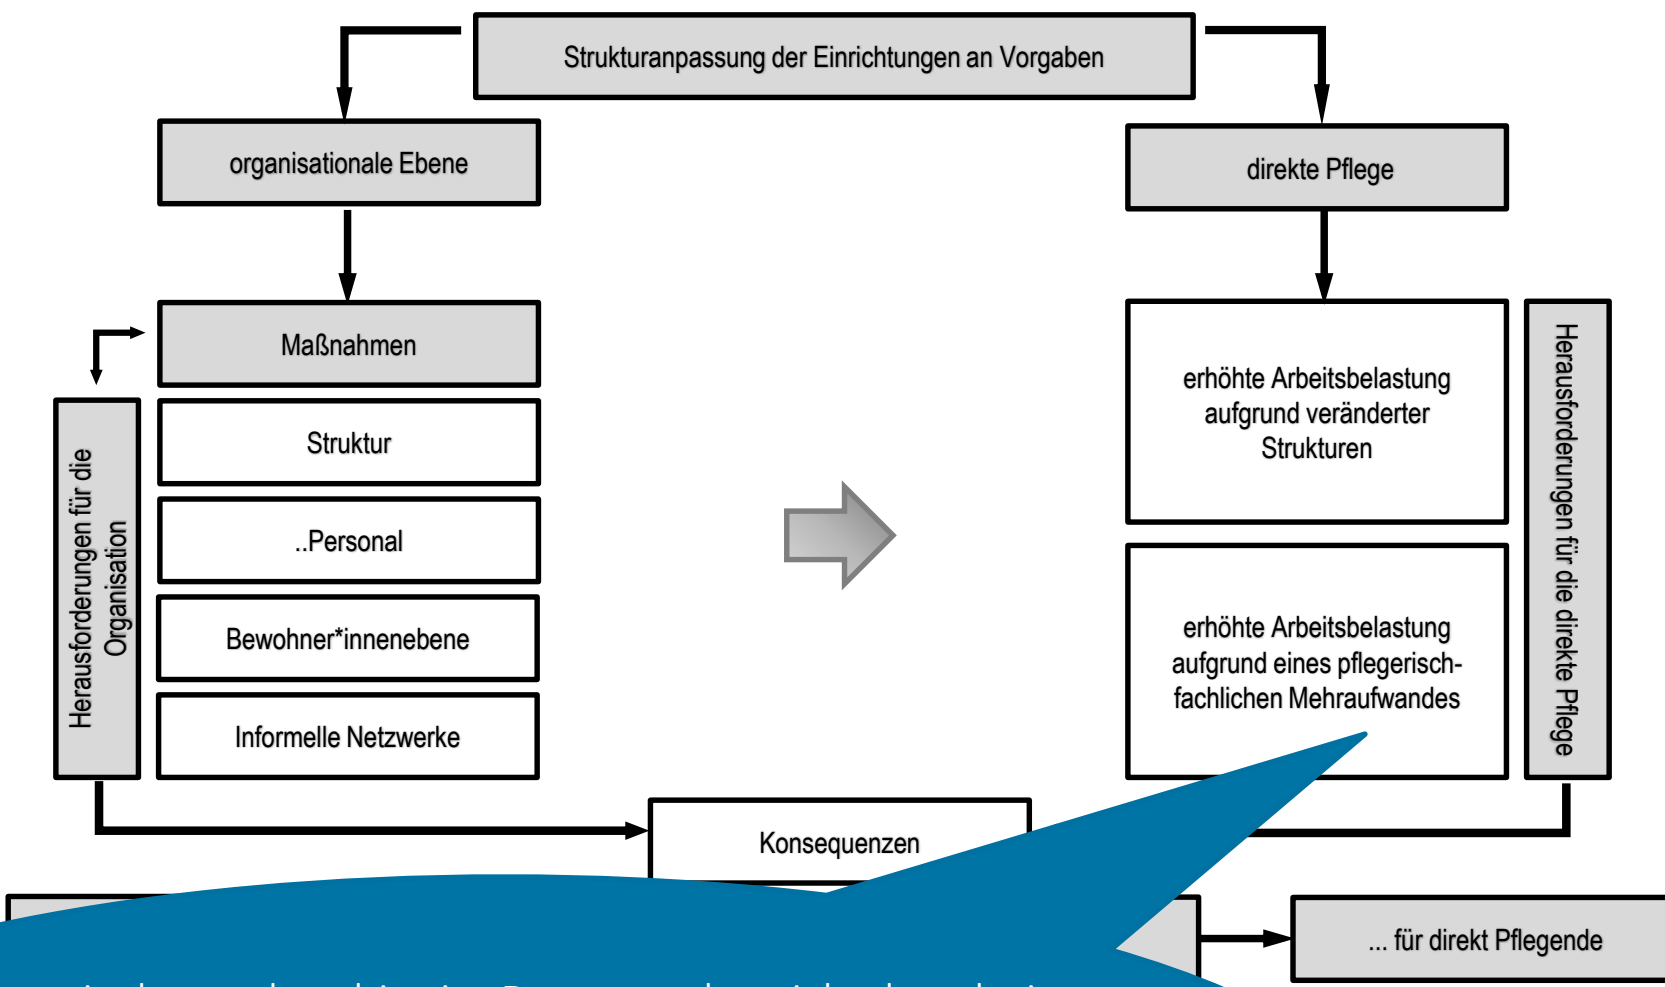 Strukturanpassung der Einrichtungen an Vorgaben
organisationale Ebene
direkte Pflege
Maßnahmen
Struktur
..Personal
Bewohner*innenebene
Informelle Netzwerke
Herausforderungen für die
Organisation
erhöhte Arbeitsbelastung
aufgrund veränderter
Strukturen
erhöhte Arbeitsbelastung
aufgrund eines pflegerisch-
fachlichen Mehraufwandes
Herausforderungen für die direkte Pflege
Konsequenzen
... für direkt Pflegende